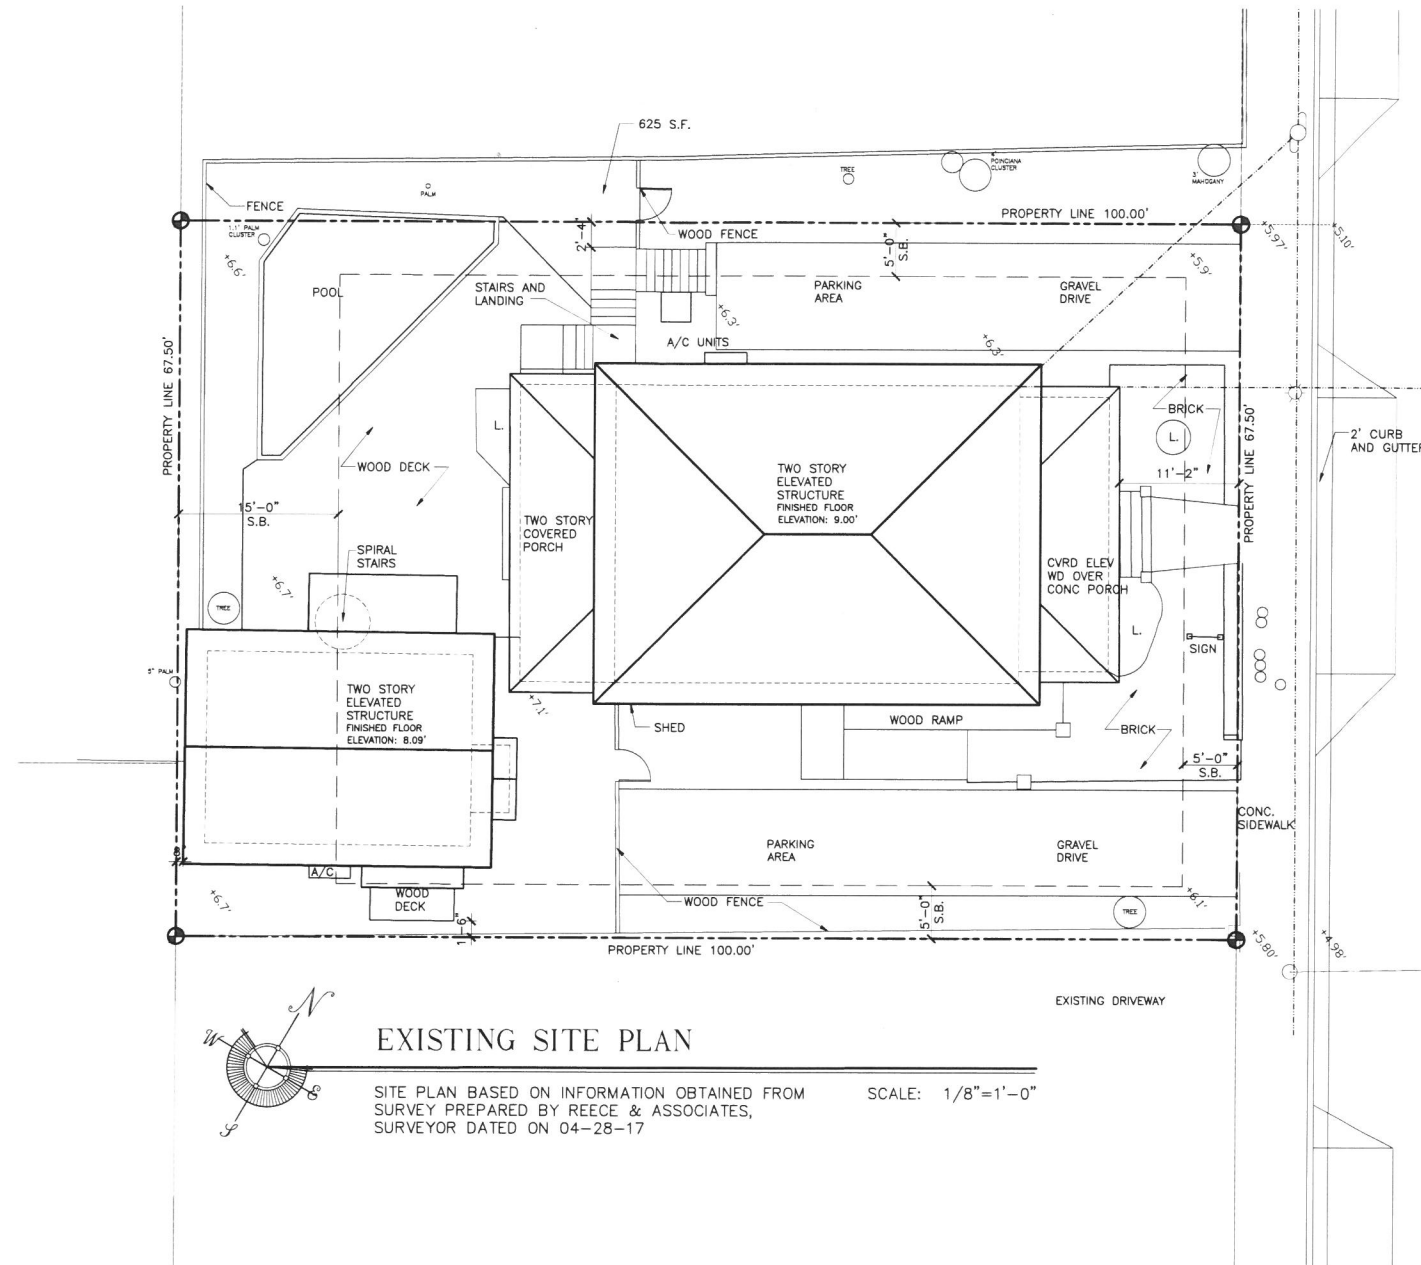 625 S.F.
TREE
4'
POINCIANA
CLUSTER
3'
MAHOGANY
PALM
FENCE
PROPERTY LINE 100.00'
1.1' PALM
CLUSTER
WOOD FENCE
2'-4"
5'-0"
S.B.
+5.97'
+5.10'
+6.6'
+5.9'
POOL
STAIRS AND
LANDING
PARKING
AREA
GRAVEL
DRIVE
+6.3'
A/C UNITS
+6.3'
PROPERTY LINE 67.50'
BRICK
L.
L.
2' CURB
AND GUTTER
PROPERTY LINE 67.50'
WOOD DECK
TWO STORY
ELEVATED
STRUCTURE
FINISHED FLOOR
ELEVATION: 9.00'
11'-2"
15'-0"
S.B.
TWO STORY
COVERED
PORCH
SPIRAL
STAIRS
CVRD ELEV
WD OVER
CONC PORCH
+6.7'
TREE
L.
SIGN
5" PALM
TWO STORY
ELEVATED
STRUCTURE
FINISHED FLOOR
ELEVATION: 8.09'
+7.1'
SHED
WOOD RAMP
BRICK
5'-0"
S.B.
CONC.
SIDEWALK
PARKING
AREA
GRAVEL
DRIVE
A/C
WOOD
DECK
+6.7'
WOOD FENCE
1'-6"
5'-0"
S.B.
+6.1'
TREE
+5.80'
+4.98'
PROPERTY LINE 100.00'
EXISTING DRIVEWAY
N
W
E
S
EXISTING SITE PLAN
SITE PLAN BASED ON INFORMATION OBTAINED FROM
SURVEY PREPARED BY REECE & ASSOCIATES,
SURVEYOR DATED ON 04-28-17
SCALE: 1/8"=1'-0"